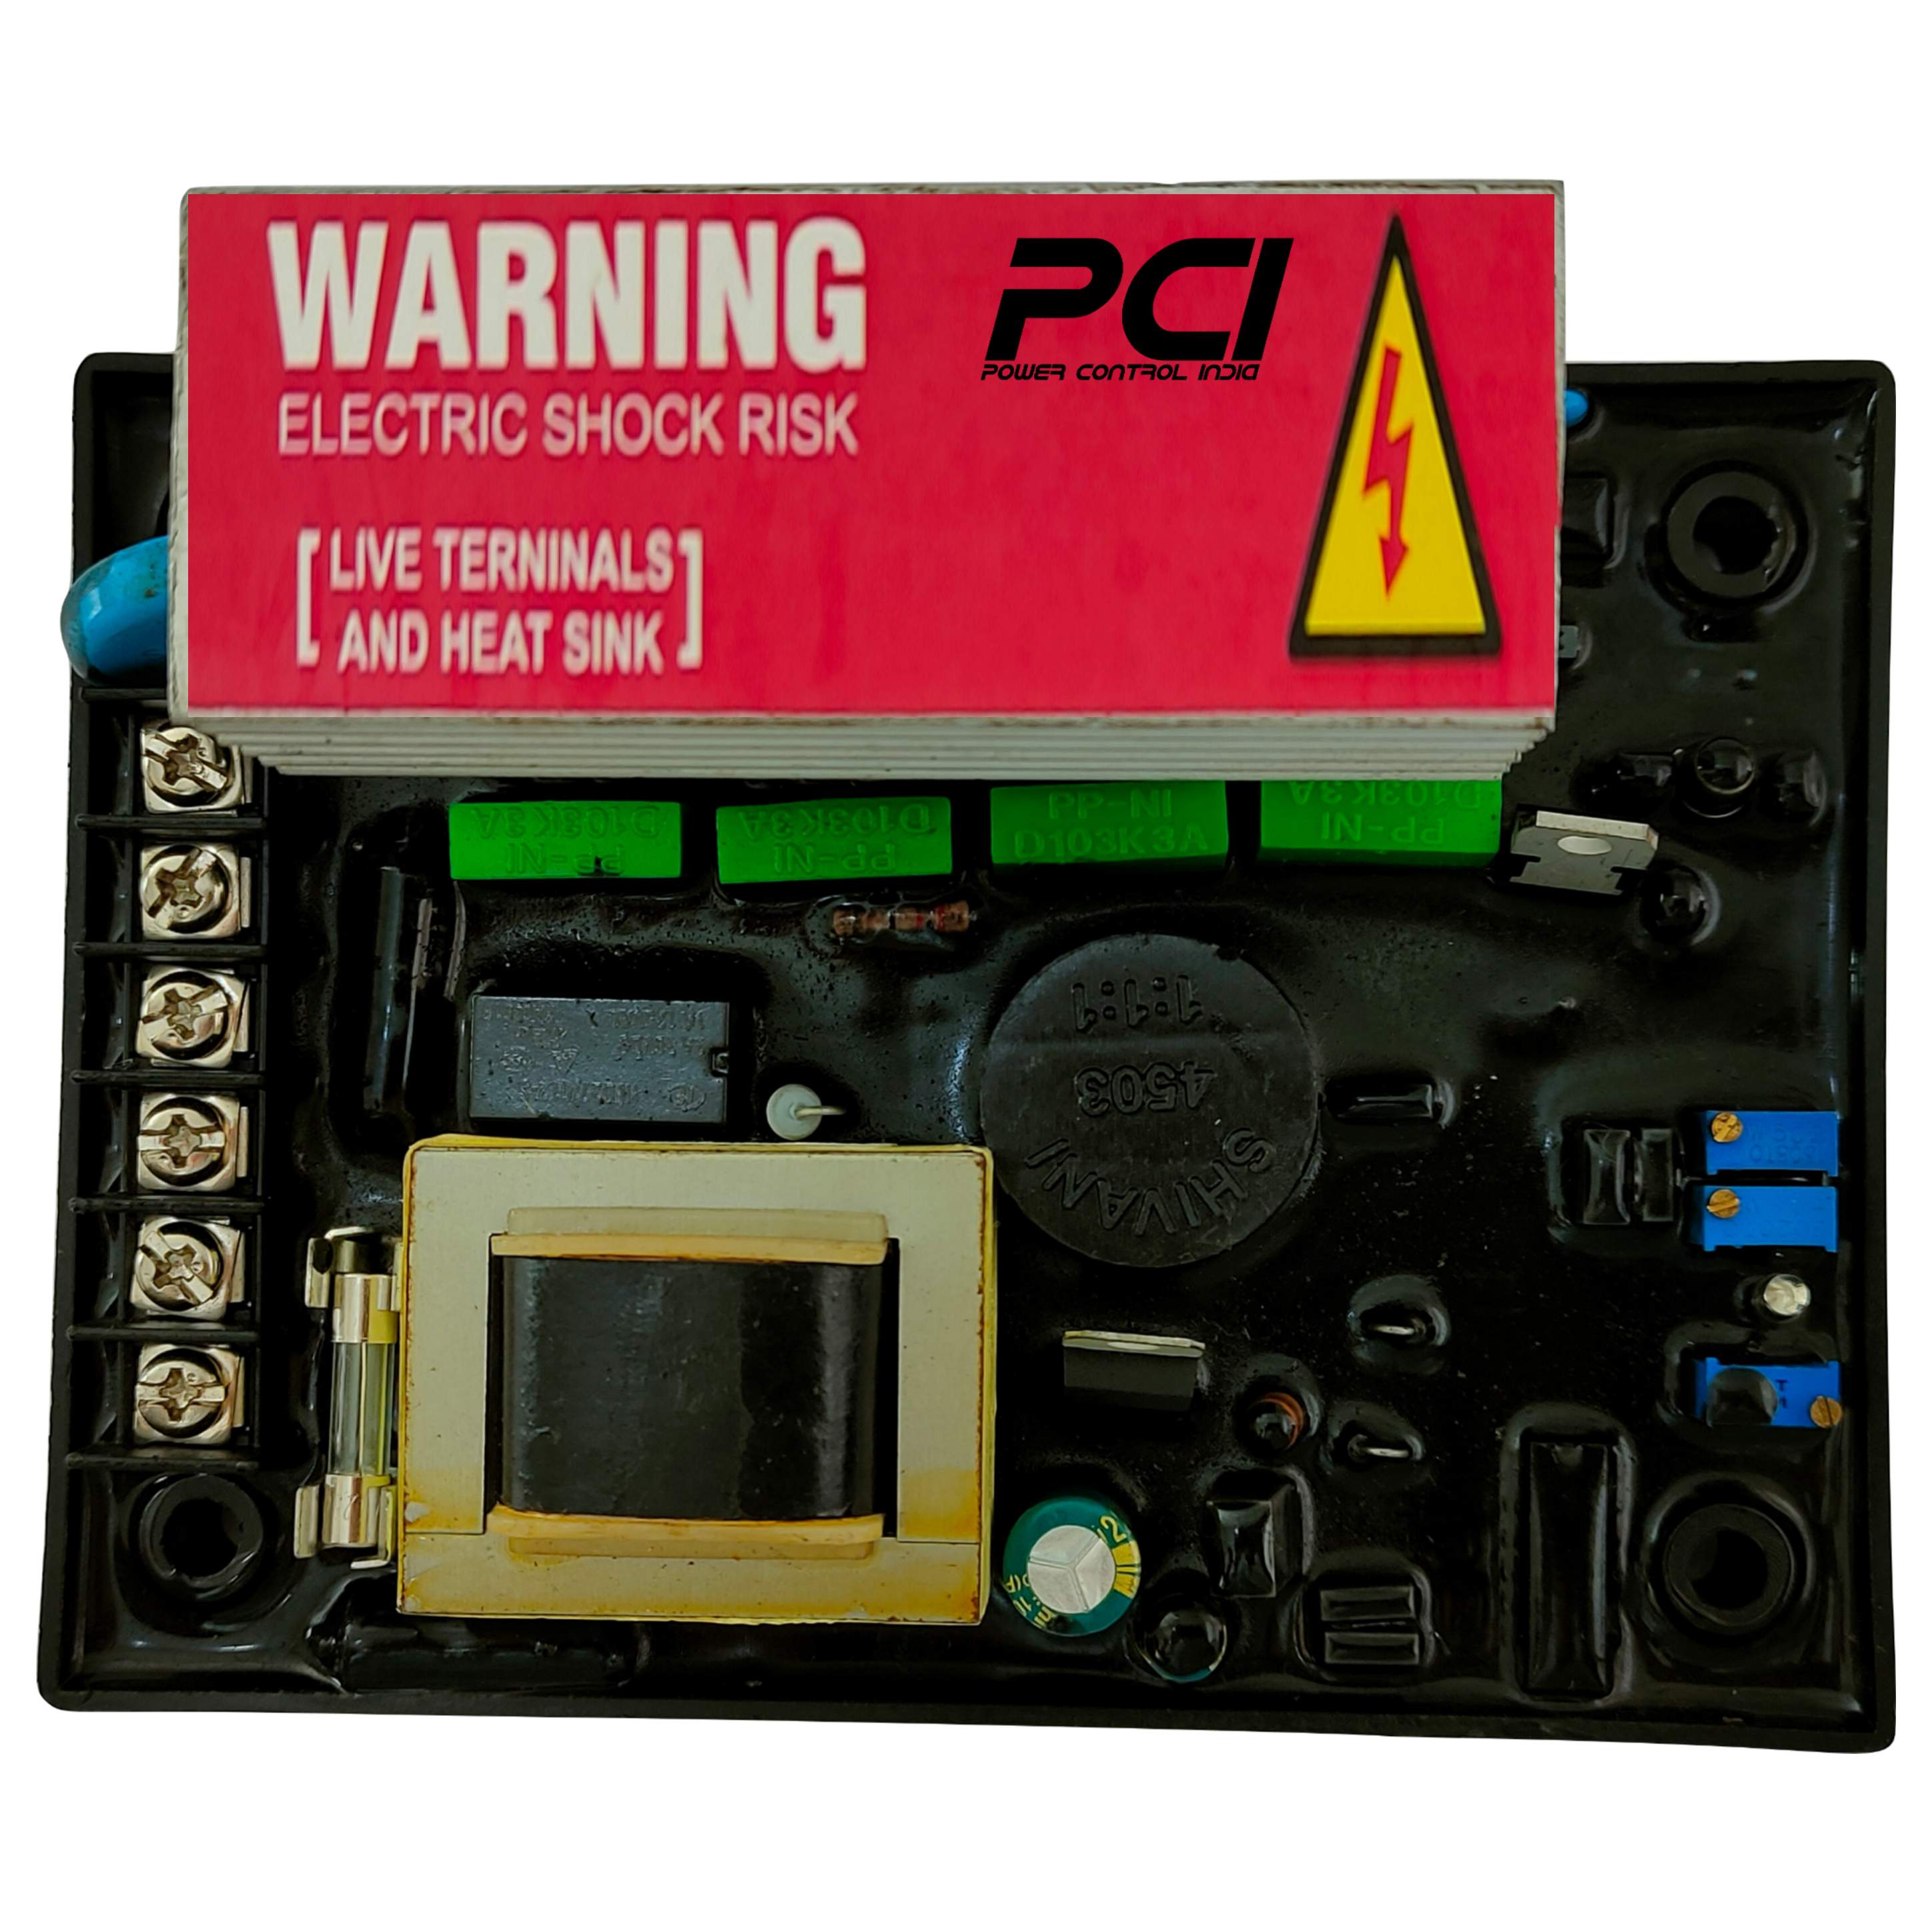 WARNING
PCI
POWER CONTROL INDIA
ELECTRIC SHOCK RISK
[LIVE TERNINALS
AND HEAT SINK]
D103K3A
PP-NI
D103K3A
PP-NI
PP-NI
D103K3A
D103K3A
PP-NI
1:1:1
4503
SHIVANI